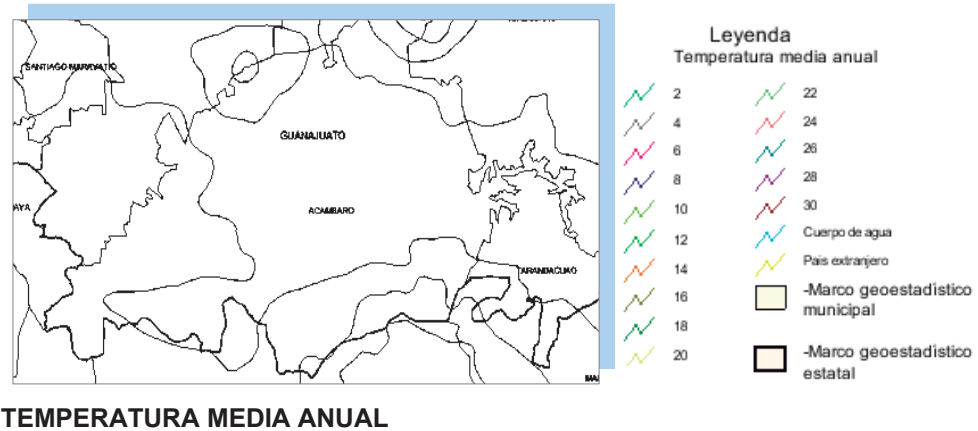 SANTIAGO MARAVATIO
GUANAJUATO
ACAMBARO
AYA
TARANDACUAO
MA
Leyenda
Temperatura media anual
2
4
6
8
10
12
14
16
18
20
22
24
26
28
30
Cuerpo de agua
Pais extranjero
-Marco geoestadístico
municipal
-Marco geoestadístico
estatal
TEMPERATURA MEDIA ANUAL